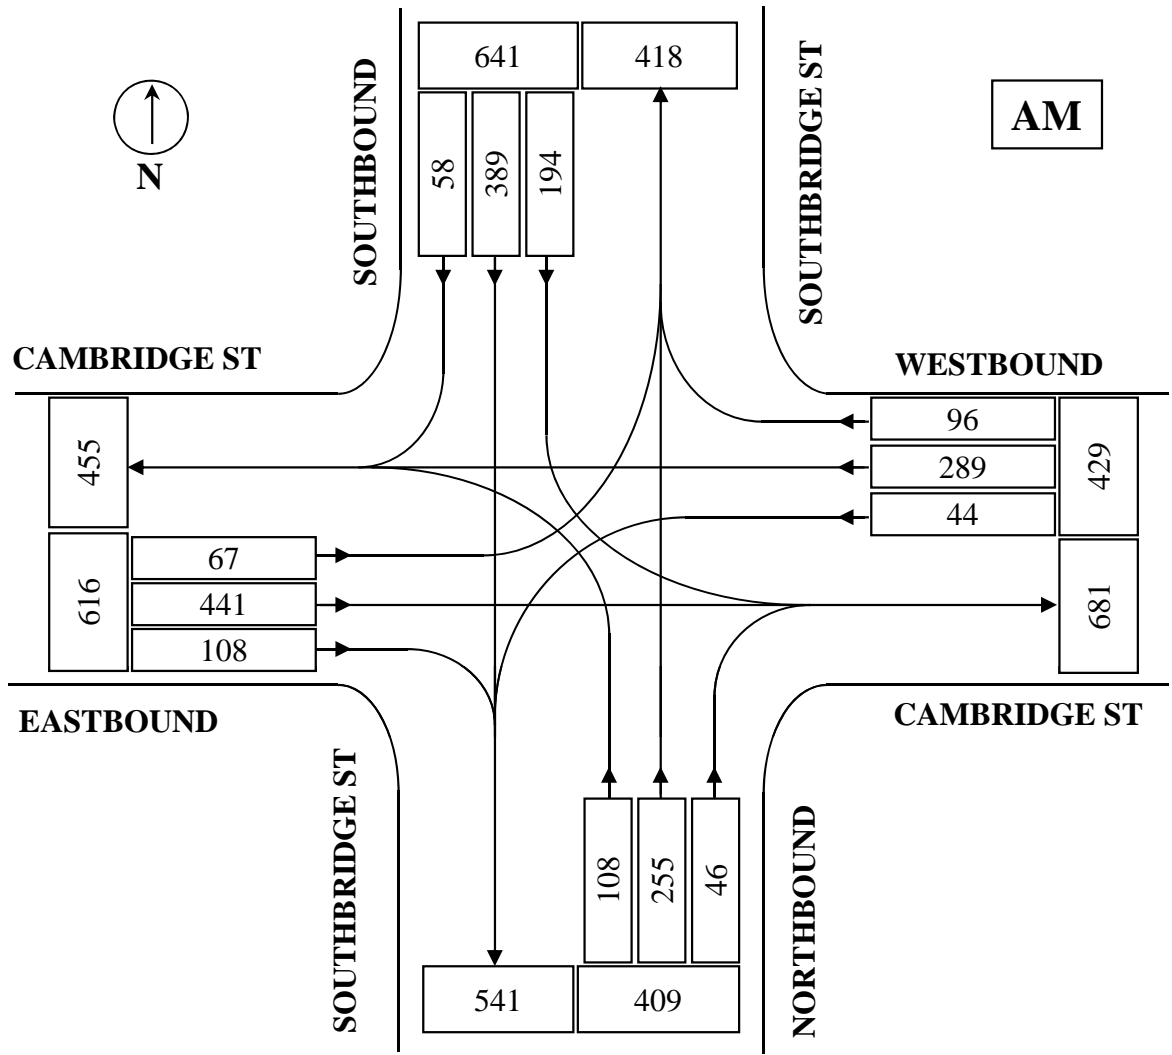 641
418
SOUTHBOUND
SOUTHBRIDGE ST
AM
N
58
389
194
CAMBRIDGE ST
WESTBOUND
455
96
289
429
44
616
67
441
108
681
EASTBOUND
CAMBRIDGE ST
SOUTHBRIDGE ST
108
255
46
NORTHBOUND
541
409